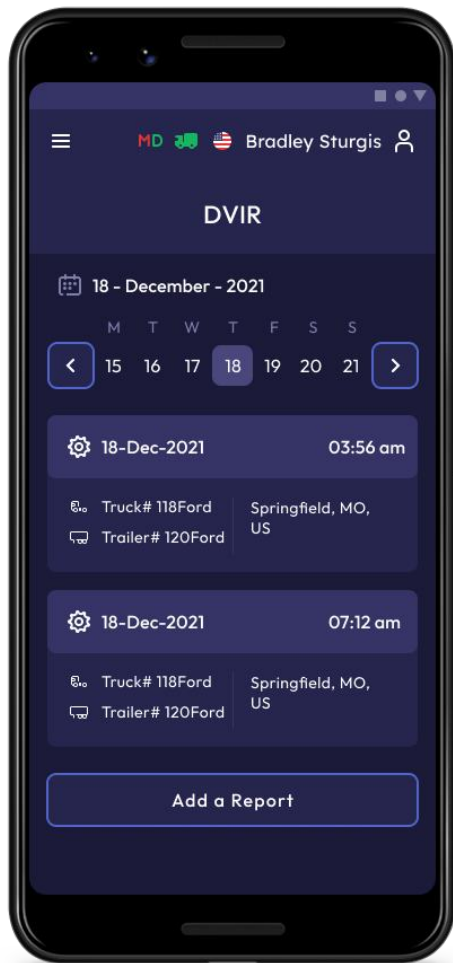 MD Bradley Sturgis
DVIR
18 - December - 2021
M T W T F S S
15 16 17 18 19 20 21
18-Dec-2021 03:56 am
Truck# 118Ford
Trailer# 120Ford
Springfield, MO,
US
18-Dec-2021 07:12 am
Truck# 118Ford
Trailer# 120Ford
Springfield, MO,
US
Add a Report